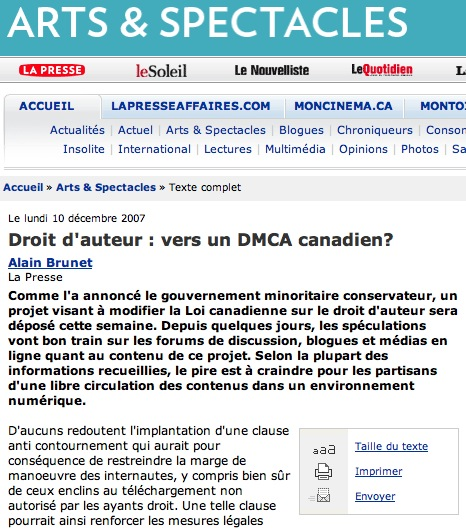 ARTS & SPECTACLES
LA PRESSE leSoleil Le Nouvelliste LeQuotidien
ACCUEIL LAPRESSEAFFAIRES.COM MONCINEMA.CA
Actualités | Actuel | Arts & Spectacles | Blogues | Chroniqueurs |
Insolite | International | Lectures | Multimédia | Opinions | Photos |
Accueil » Arts & Spectacles » Texte complet
Le lundi 10 décembre 2007
Droit d'auteur : vers un DMCA canadien?
Alain Brunet
La Presse
Comme l'a annoncé le gouvernement minoritaire conservateur, un
projet visant à modifier la Loi canadienne sur le droit d'auteur sera
déposé cette semaine. Depuis quelques jours, les spéculations
vont bon train sur les forums de discussion, blogues et médias en
ligne quant au contenu de ce projet. Selon la plupart des
informations recueillies, le pire est à craindre pour les partisans
d'une libre circulation des contenus dans un environnement
numérique.
D'aucuns redoutent l'implantation d'une clause
anti contournement qui aurait pour
conséquence de restreindre la marge de
manoeuvre des internautes, y compris bien sûr
de ceux enclins au téléchargement non
autorisé par les ayants droit. Une telle clause
pourrait ainsi renforcer les mesures légales
aaa Taille du texte
Imprimer
Envoyer